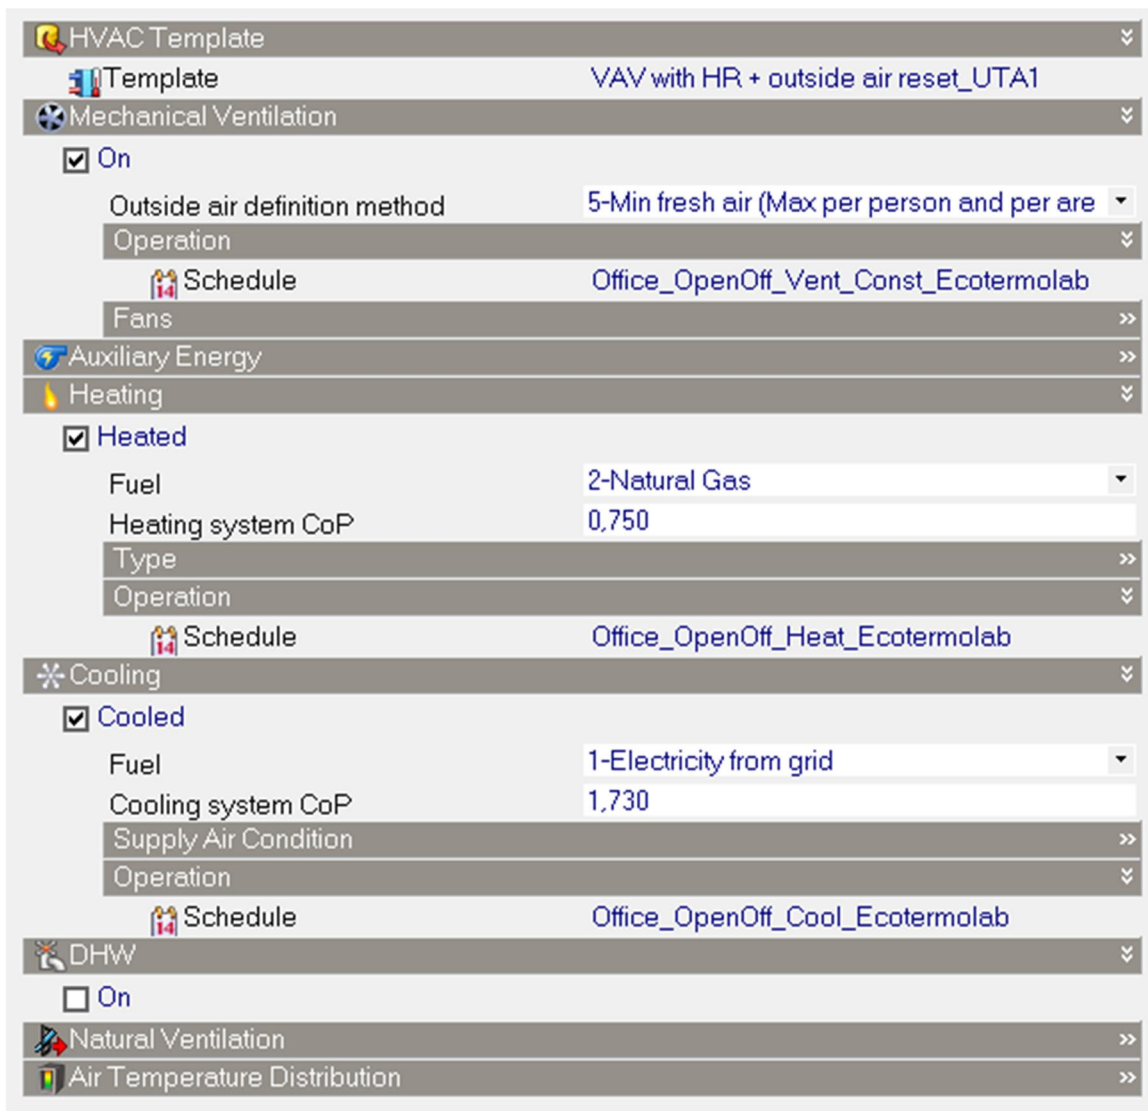 HVAC Template
Template VAV with HR + outside air reset_UTA1
Mechanical Ventilation
On
Outside air definition method 5-Min fresh air (Max per person and per are
Operation
Schedule Office_OpenOff_Vent_Const_Ecotermolab
Fans
Auxiliary Energy
Heating
Heated
Fuel 2-Natural Gas
Heating system CoP 0,750
Type
Operation
Schedule Office_OpenOff_Heat_Ecotermolab
Cooling
Cooled
Fuel 1-Electricity from grid
Cooling system CoP 1,730
Supply Air Condition
Operation
Schedule Office_OpenOff_Cool_Ecotermolab
DHW
On
Natural Ventilation
Air Temperature Distribution